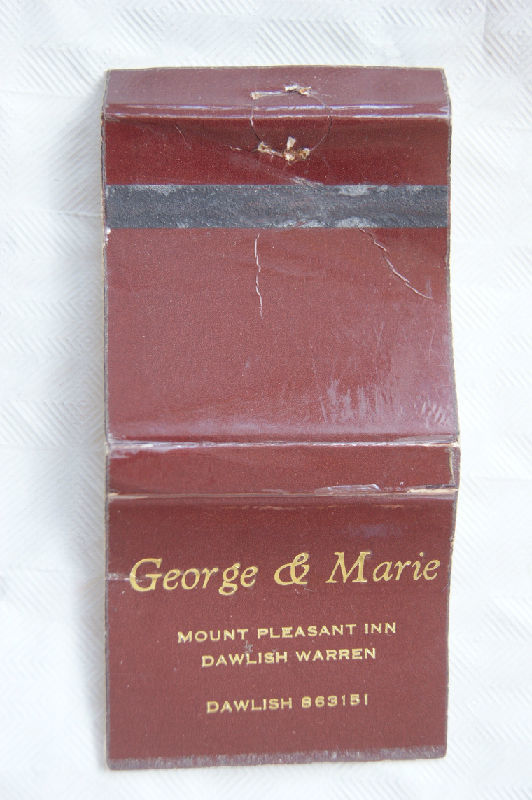 George & Marie
MOUNT PLEASANT INN
DAWLISH WARREN
DAWLISH 863151